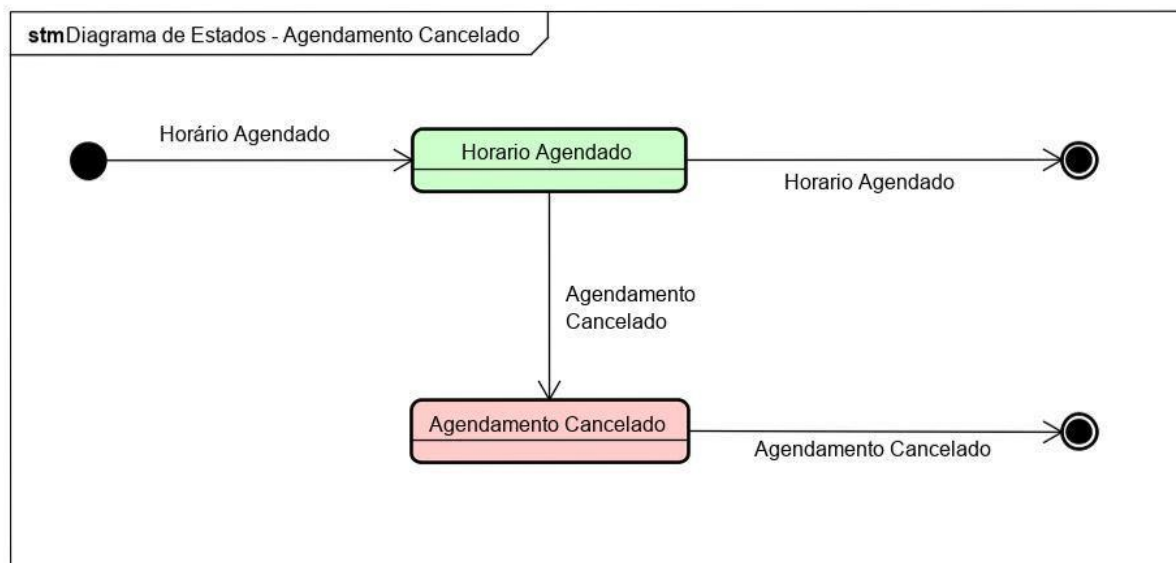 stmDiagrama de Estados - Agendamento Cancelado
Horário Agendado
Horario Agendado
Horario Agendado
Agendamento
Cancelado
Agendamento Cancelado
Agendamento Cancelado